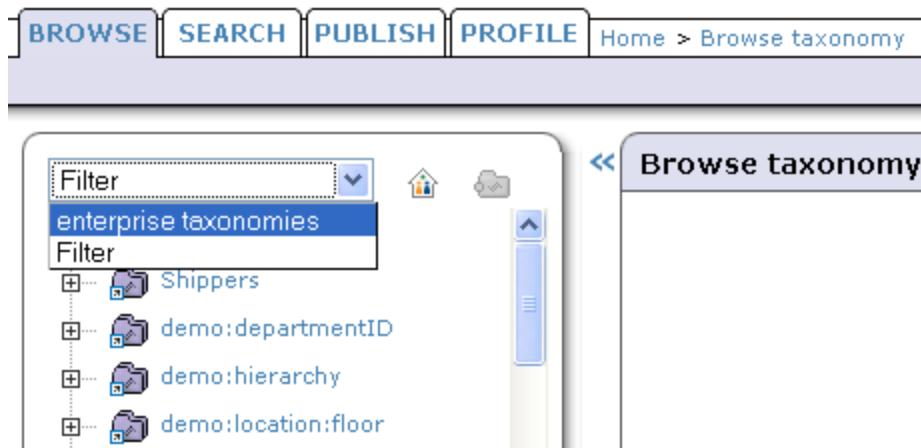 BROWSE SEARCH PUBLISH PROFILE Home > Browse taxonomy
Filter
enterprise taxonomies
Filter
Shippers
demo:departmentID
demo:hierarchy
demo:location:floor
« Browse taxonomy